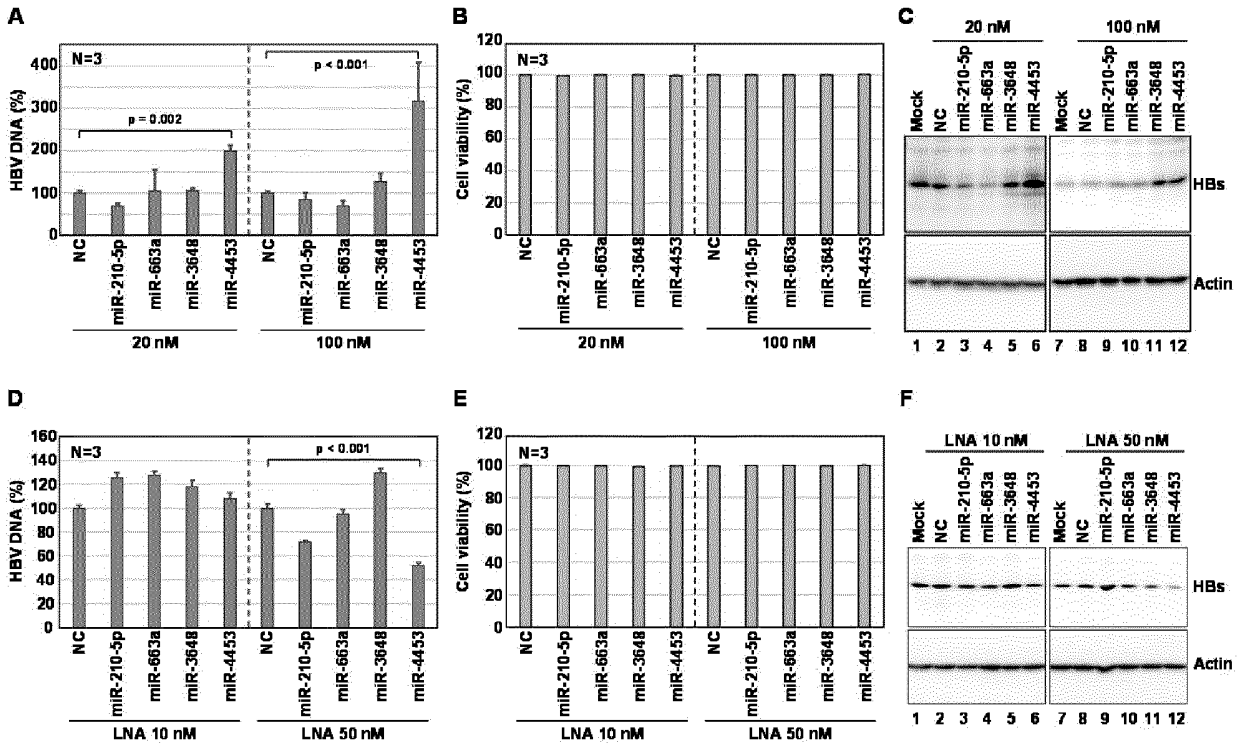 A
N=3
HBV DNA (%)
400
300
200
100
0
p = 0.002
p < 0.001
NC
miR-210-5p
miR-663a
miR-3648
miR-4453
NC
miR-210-5p
miR-663a
miR-3648
miR-4453
20 nM
100 nM
B
N=3
Cell viability (%)
120
100
80
60
40
20
0
NC
miR-210-5p
miR-663a
miR-3648
miR-4453
NC
miR-210-5p
miR-663a
miR-3648
miR-4453
20 nM
100 nM
C
20 nM
100 nM
Mock
NC
miR-210-5p
miR-663a
miR-3648
miR-4453
Mock
NC
miR-210-5p
miR-663a
miR-3648
miR-4453
HBs
Actin
1 2 3 4 5 6 7 8 9 10 11 12
D
N=3
HBV DNA (%)
160
140
120
100
80
60
40
20
0
p < 0.001
NC
miR-210-5p
miR-663a
miR-3648
miR-4453
NC
miR-210-5p
miR-663a
miR-3648
miR-4453
LNA 10 nM
LNA 50 nM
E
N=3
Cell viability (%)
120
100
80
60
40
20
0
NC
miR-210-5p
miR-663a
miR-3648
miR-4453
NC
miR-210-5p
miR-663a
miR-3648
miR-4453
LNA 10 nM
LNA 50 nM
F
LNA 10 nM
LNA 50 nM
Mock
NC
miR-210-5p
miR-663a
miR-3648
miR-4453
Mock
NC
miR-210-5p
miR-663a
miR-3648
miR-4453
HBs
Actin
1 2 3 4 5 6 7 8 9 10 11 12